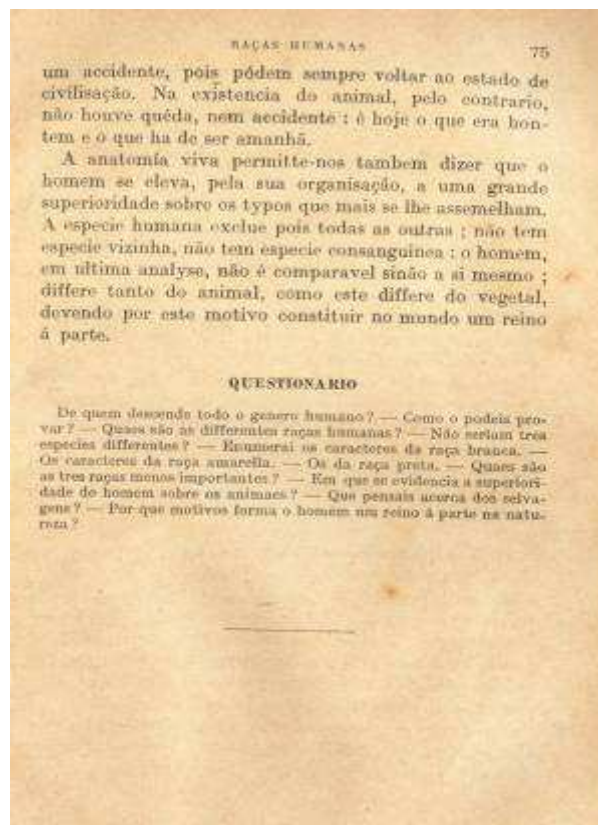 RAÇAS HUMANAS 75
um accidente, pois pódem sempre voltar ao estado de
civilisação. Na existencia do animal, pelo contrario,
não houve quéda, nem accidente : é hoje o que era hon-
tem e o que ha de ser amanhã.
A anatomia viva permitte-nos tambem dizer que o
homem se eleva, pela sua organisação, a uma grande
superioridade sobre os typos que mais se lhe assemelham.
A especie humana exclue pois todas as outras ; não tem
especie vizinha, não tem especie consanguinea : o homem,
em ultima analyse, não é comparavel sinão a si mesmo ;
differe tanto do animal, como este differe do vegetal,
devendo por este motivo constituir no mundo um reino
á parte.
QUESTIONARIO
De quem descende todo o genero humano ? — Como o podeis pro-
var ? — Quaes são as differentes raças humanas ? — Não seriam tres
especies differentes ? — Enumerai os caracteres da raça branca. —
Os caracteres da raça amarella. — Os da raça preta. — Quaes são
as tres raças menos importantes ? — Em que se evidencia a superiori-
dade do homem sobre os animaes ? — Que pensais acerca dos selva-
gens ? — Por que motivos forma o homem um reino á parte na natu-
reza ?